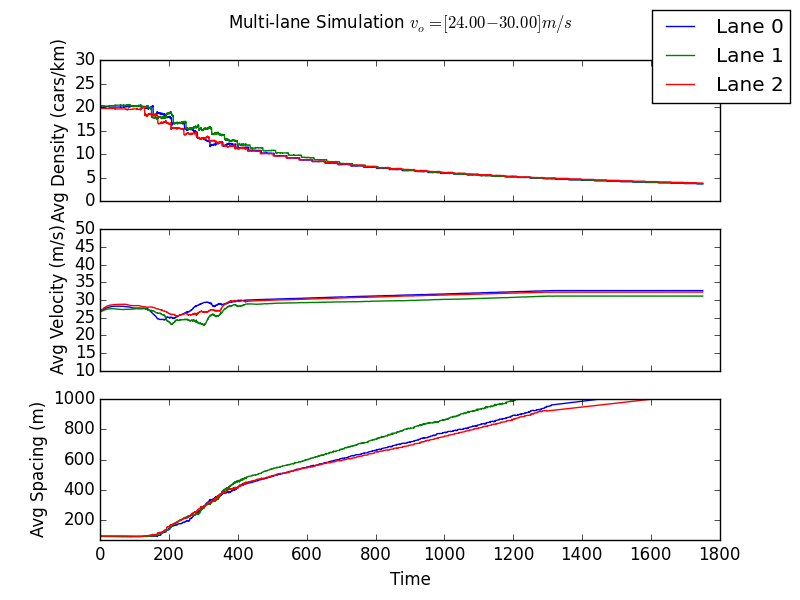 Multi-lane Simulation v_o =[24.00−30.00]m/s
Lane 0
Lane 1
Lane 2
Avg Density (cars/km)
30
25
20
15
10
5
0
Avg Velocity (m/s)
50
45
40
35
30
25
20
15
10
Avg Spacing (m)
1000
800
600
400
200
0 200 400 600 800 1000 1200 1400 1600 1800
Time